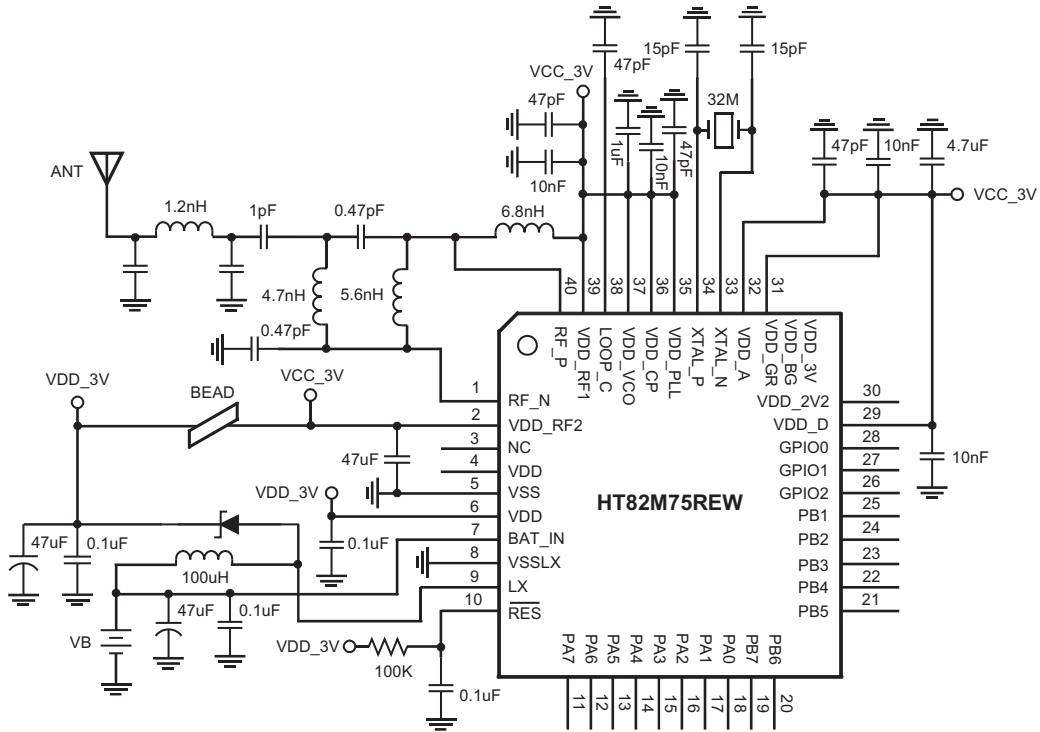 47pF
15pF
15pF
VCC_3V
47pF
10nF
1uF
10nF
47pF
32M
47pF
10nF
4.7uF
VCC_3V
ANT
1.2nH
1pF
0.47pF
6.8nH
4.7nH
5.6nH
0.47pF
40
39
38
37
36
35
34
33
32
31
RF_P
VDD_RF1
LOOP_C
VDD_VCO
VDD_CP
VDD_PLL
XTAL_P
XTAL_N
VDD_A
VDD_GR
VDD_BG
VDD_3V
VDD_3V
BEAD
VCC_3V
47uF
VDD_3V
0.1uF
47uF
0.1uF
100uH
47uF
0.1uF
VB
VDD_3V
100K
0.1uF
1
RF_N
2
VDD_RF2
3
NC
4
VDD
5
VSS
6
VDD
7
BAT_IN
8
VSSLX
9
LX
10
RES
HT82M75REW
VDD_2V2
30
VDD_D
29
GPIO0
28
GPIO1
27
GPIO2
26
PB1
25
PB2
24
PB3
23
PB4
22
PB5
21
10nF
PA7
PA6
PA5
PA4
PA3
PA2
PA1
PA0
PB7
PB6
11
12
13
14
15
16
17
18
19
20